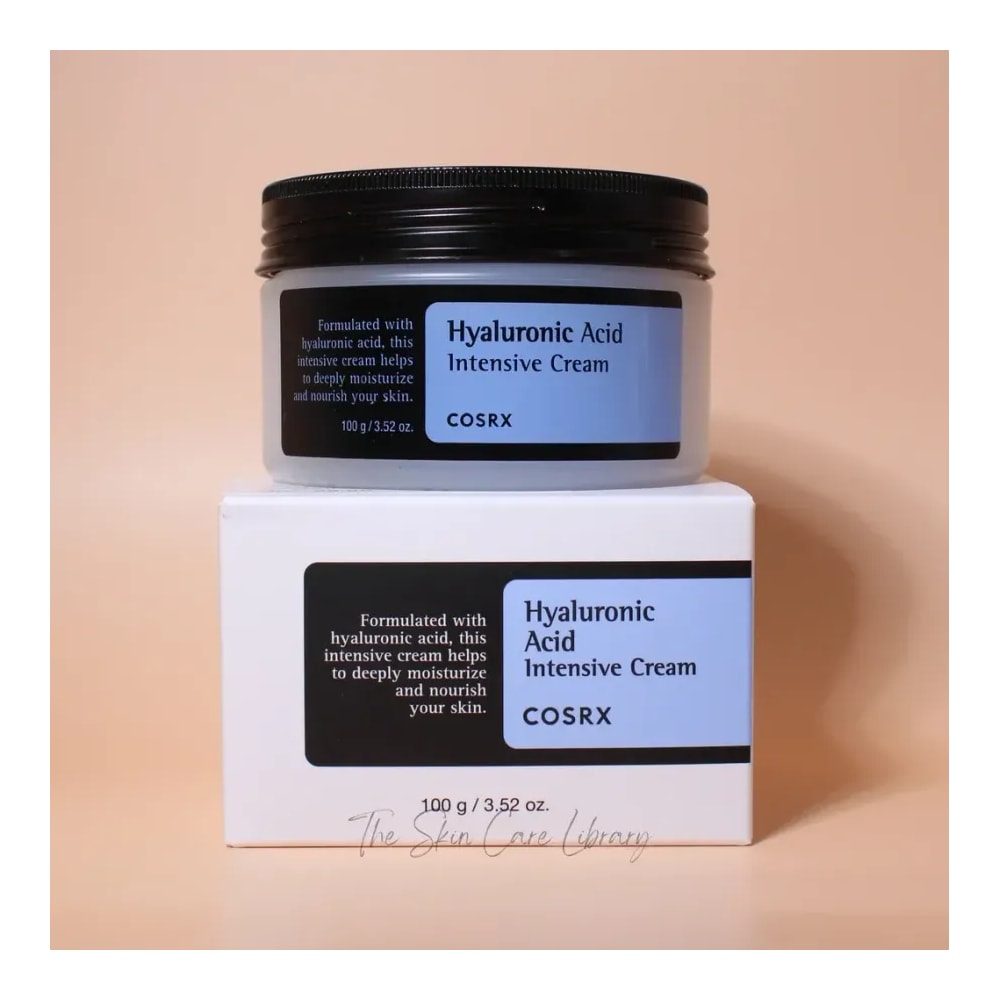 Formulated with
hyaluronic acid, this
intensive cream helps
to deeply moisturize
and nourish your skin.
100 g / 3.52 oz.
Hyaluronic Acid
Intensive Cream
COSRX
Formulated with
hyaluronic acid, this
intensive cream helps
to deeply moisturize
and nourish
your skin.
Hyaluronic
Acid
Intensive Cream
COSRX
100 g / 3.52 oz.
The Skin Care Library